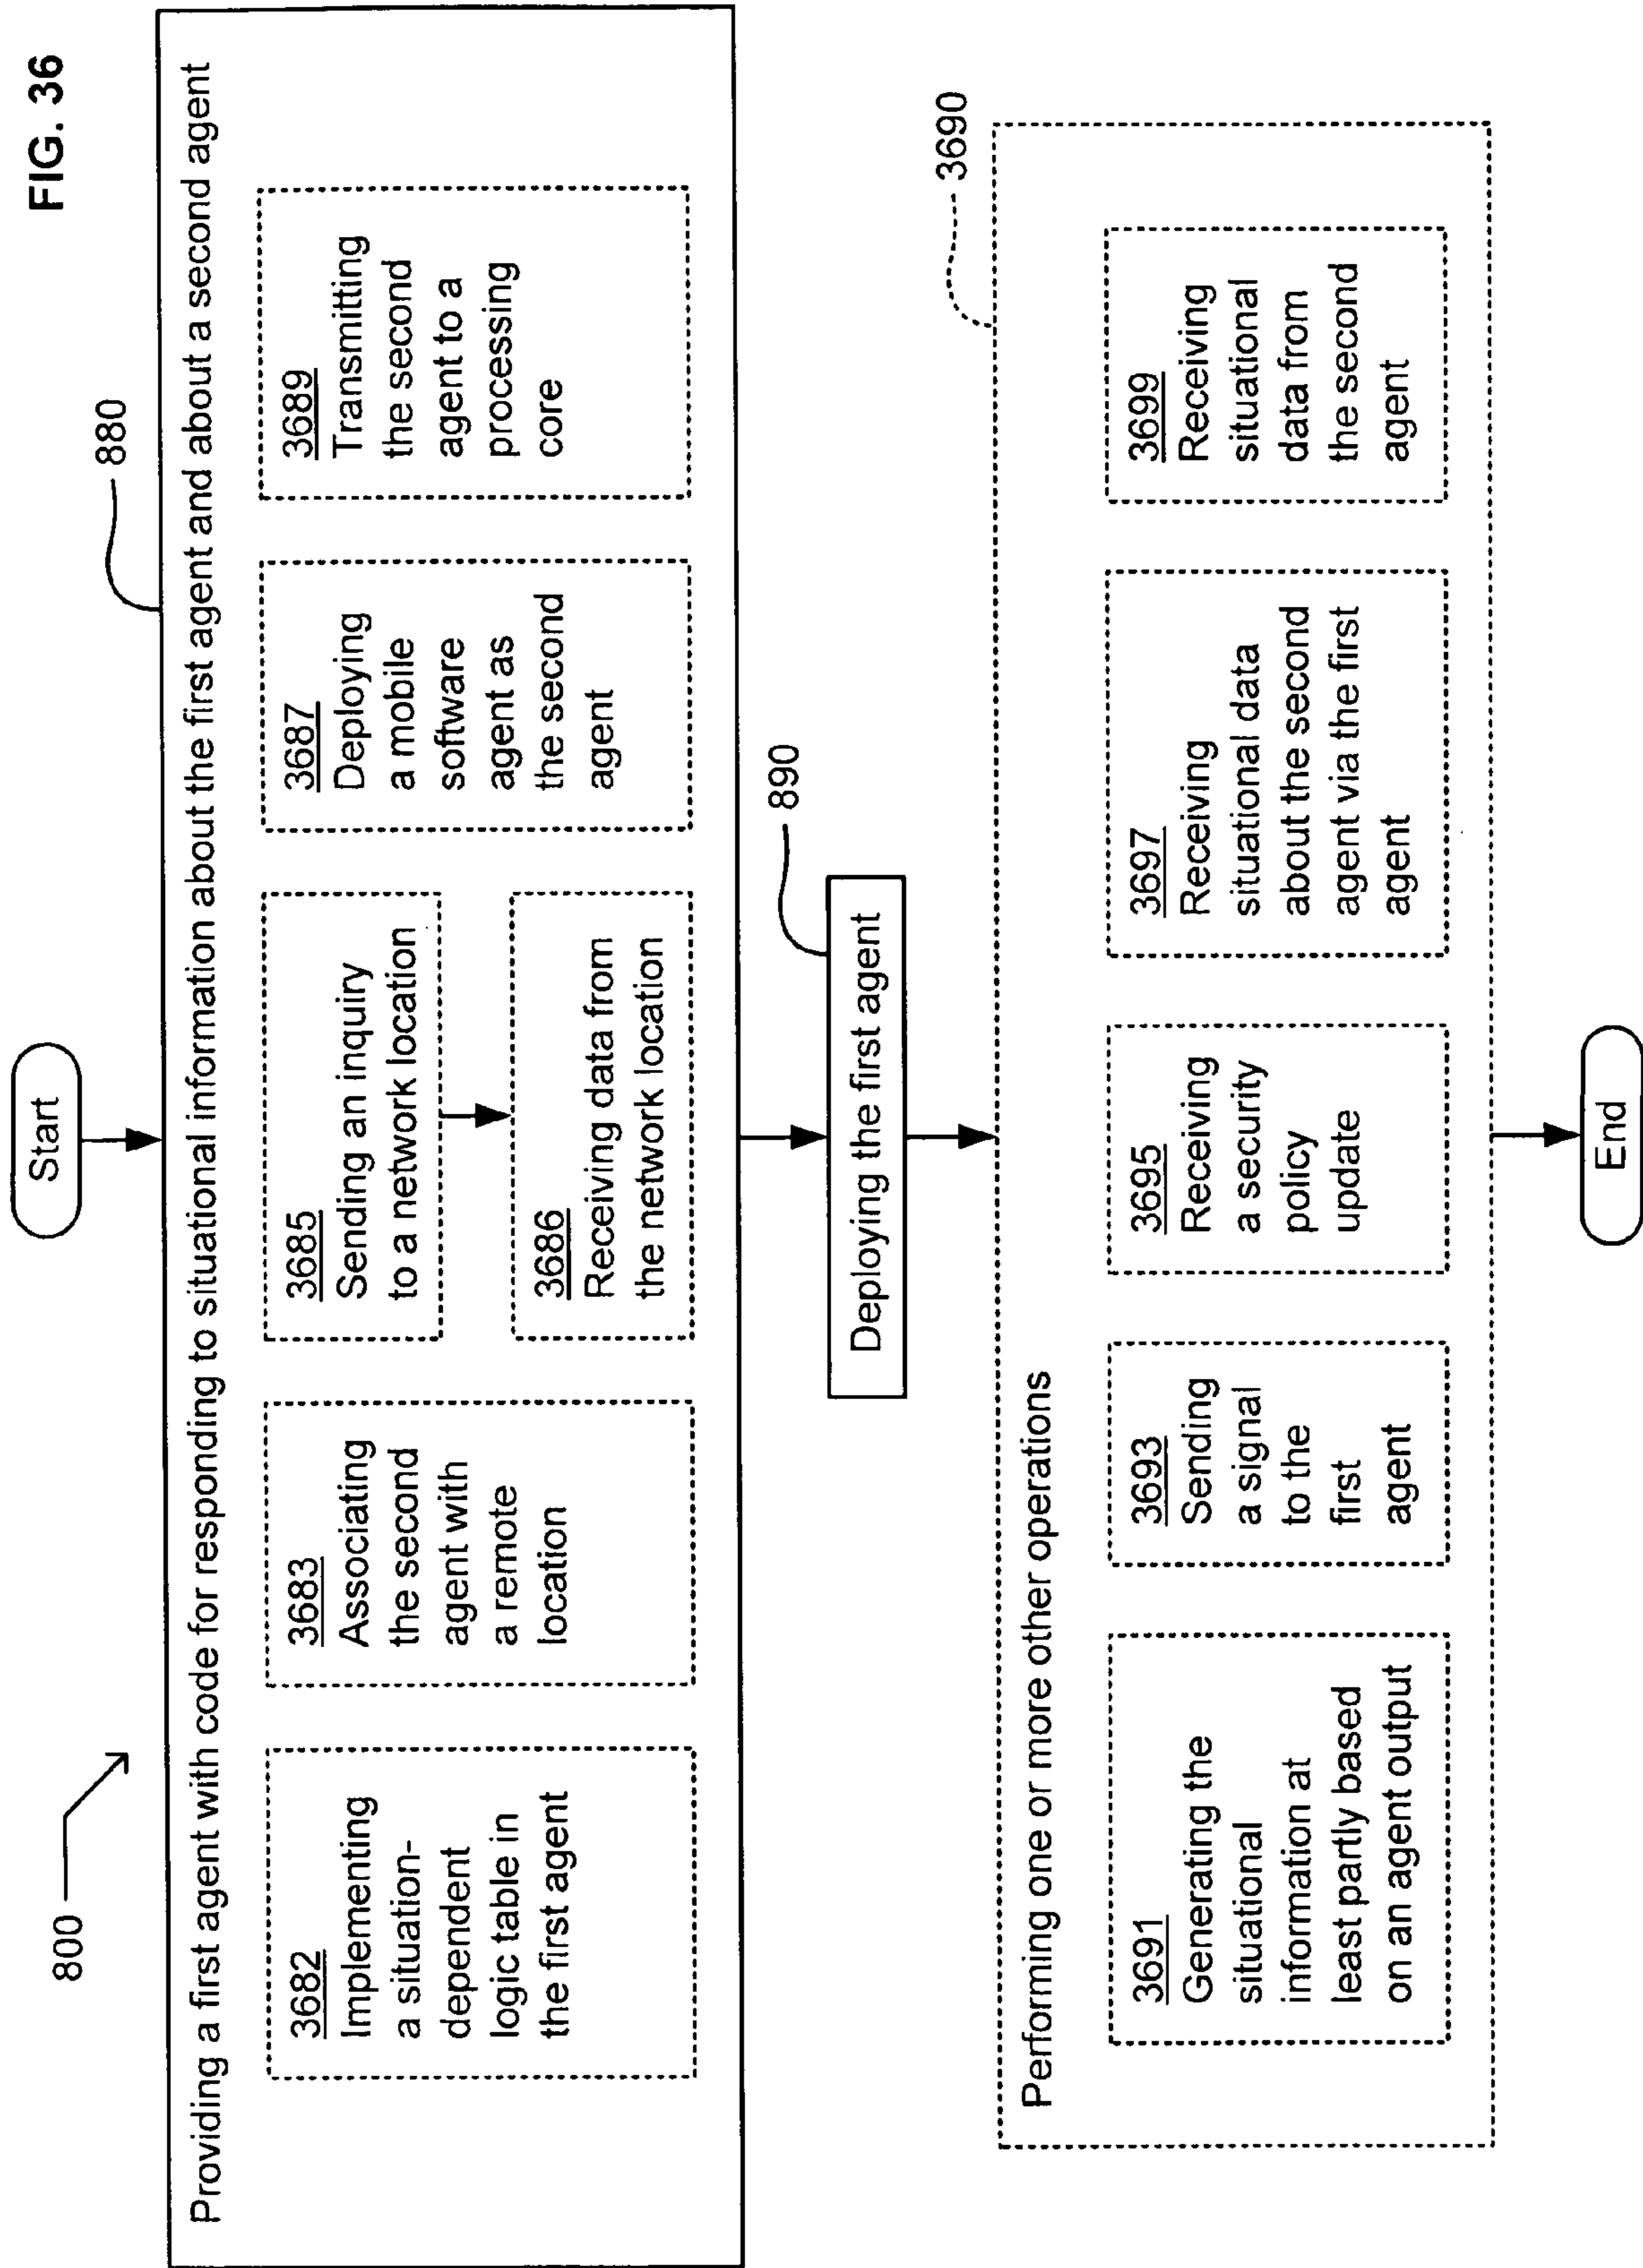 FIG. 36
800
Start
880
Providing a first agent with code for responding to situational information about the first agent and about a second agent
3682
Implementing
a situation-
dependent
logic table in
the first agent
3683
Associating
the second
agent with
a remote
location
3685
Sending an inquiry
to a network location
3686
Receiving data from
the network location
3687
Deploying
a mobile
software
agent as
the second
agent
3689
Transmitting
the second
agent to a
processing
core
890
Deploying the first agent
3690
Performing one or more other operations
3691
Generating the
situational
information at
least partly based
on an agent output
3693
Sending
a signal
to the
first
agent
3695
Receiving
a security
policy
update
3697
Receiving
situational data
about the second
agent via the first
agent
3699
Receiving
situational
data from
the second
agent
End